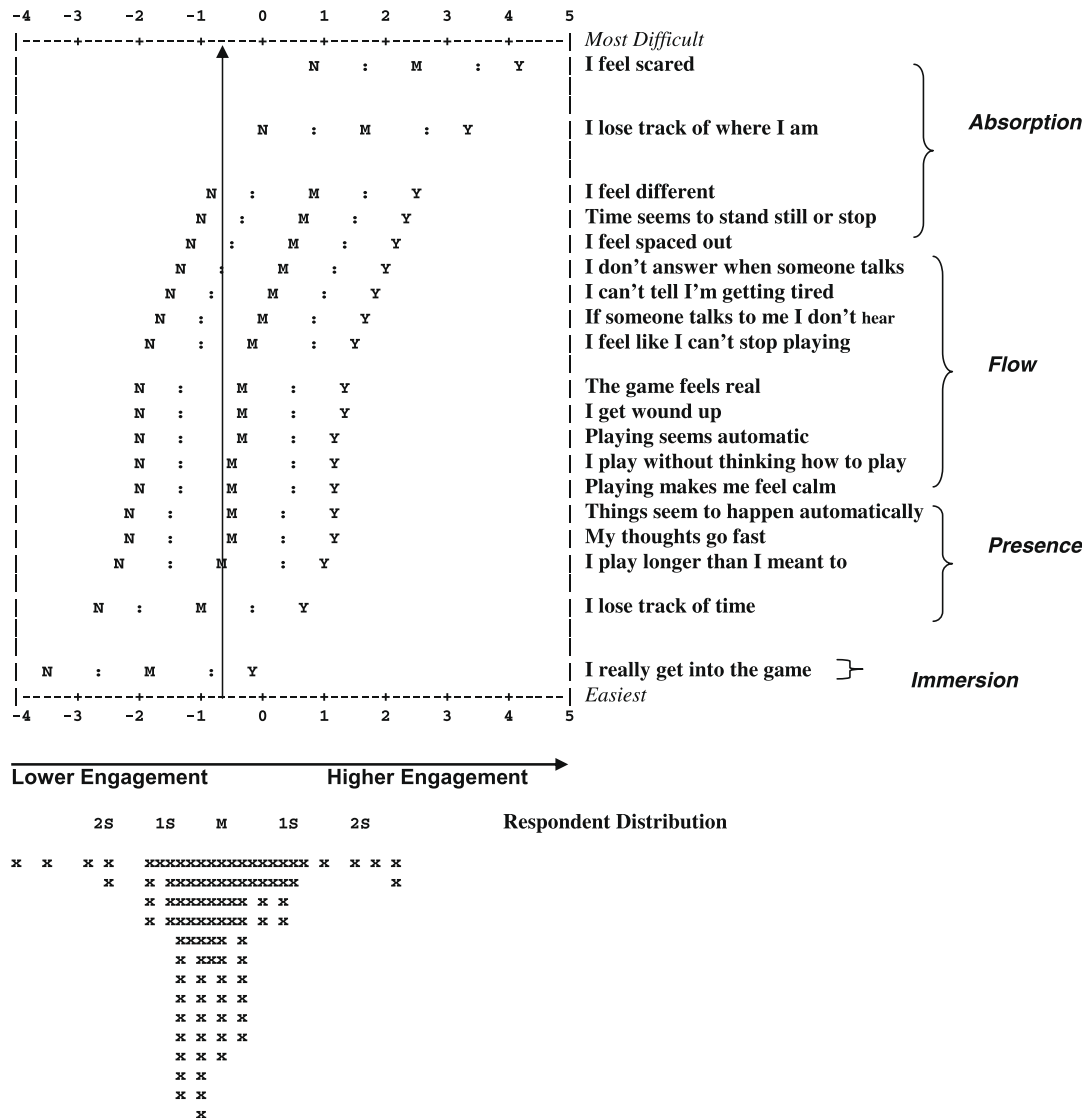 -4 -3 -2 -1 0 1 2 3 4 5
|------+-----+-----+-----+-----+-----+-----+-----+------| Most Difficult
N : M : Y I feel scared
Absorption
N : M : Y I lose track of where I am
N : M : Y I feel different
N : M : Y Time seems to stand still or stop
N : M : Y I feel spaced out
N : M : Y I don't answer when someone talks
N : M : Y I can't tell I'm getting tired
N : M : Y If someone talks to me I don't hear
N : M : Y I feel like I can't stop playing
Flow
N : M : Y The game feels real
N : M : Y I get wound up
N : M : Y Playing seems automatic
N : M : Y I play without thinking how to play
N : M : Y Playing makes me feel calm
N : M : Y Things seem to happen automatically
N : M : Y My thoughts go fast
Presence
N : M : Y I play longer than I meant to
N : M : Y I lose track of time
N : M : Y I really get into the game
Immersion
|------+-----+-----+-----+-----+-----+-----+-----+------| Easiest
-4 -3 -2 -1 0 1 2 3 4 5
Lower Engagement Higher Engagement
2S 1S M 1S 2S Respondent Distribution
x x x x xxxxxxxxxxxxxxxx x x x x
x x xxxxxxxxxxxxx x
x xxxxxxxx x x
x xxxxxxxx x x
xxxxx x
x xxx x
x x x x
x x x x
x x x x
x x x x
x x x
x x
x x
x